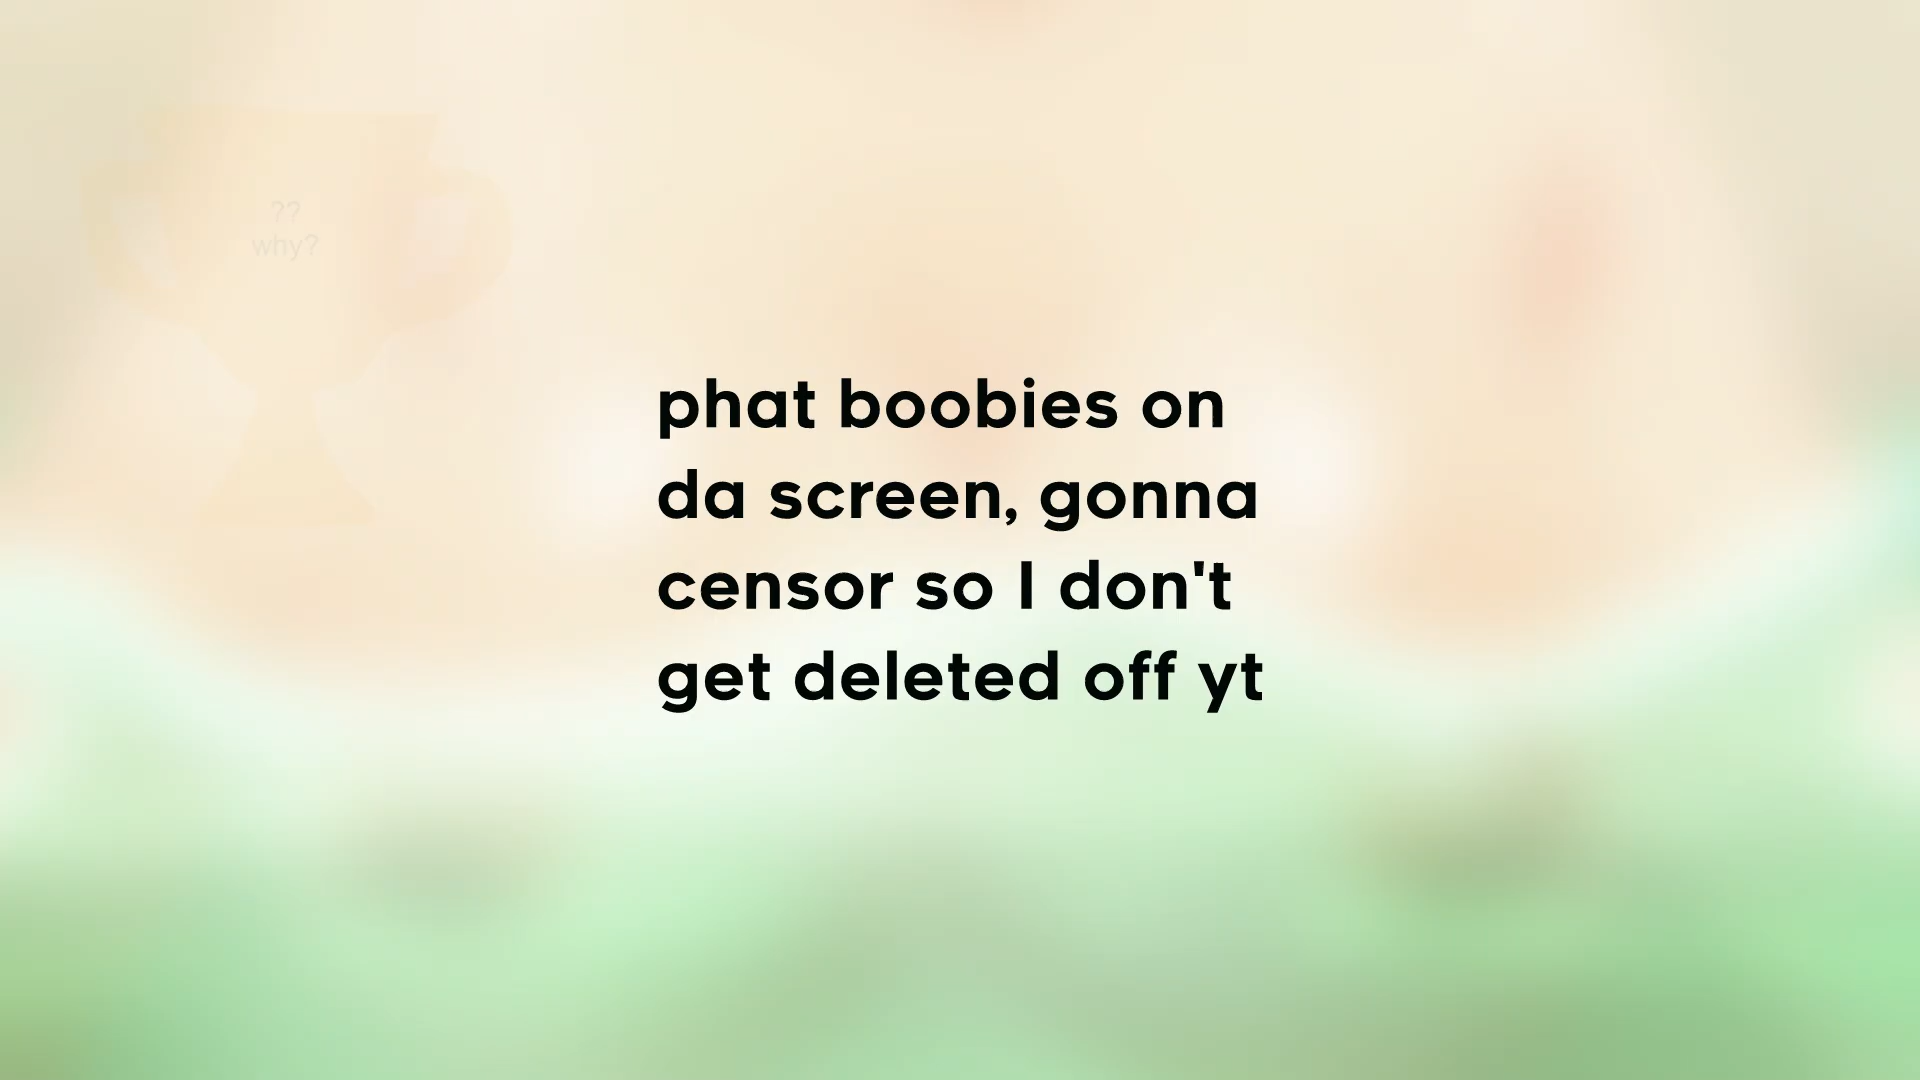 ??
why?
phat boobies on
da screen, gonna
censor so I don't
get deleted off yt